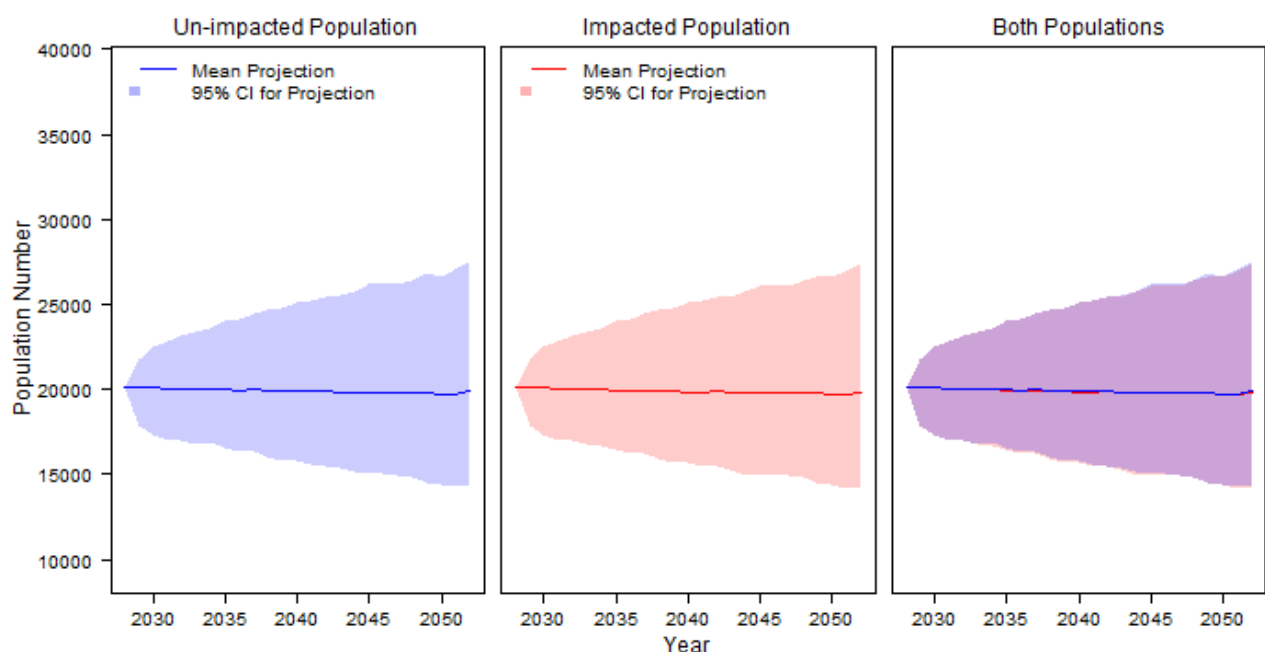 Un-impacted Population
Impacted Population
Both Populations
Mean Projection
95% CI for Projection
Mean Projection
95% CI for Projection
Population Number
40000
35000
30000
25000
20000
15000
10000
2030 2035 2040 2045 2050
2030 2035 2040 2045 2050
2030 2035 2040 2045 2050
Year